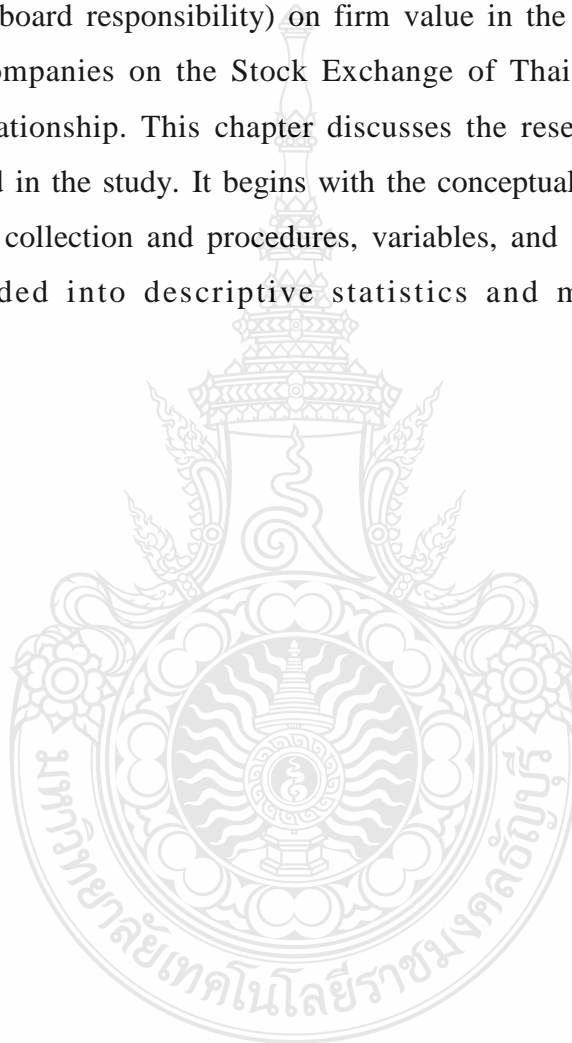 board responsibility) on firm value in the
ompanies on the Stock Exchange of Thai
ationship. This chapter discusses the rese
d in the study. It begins with the conceptual
collection and procedures, variables, and
ded into descriptive statistics and m
มหาวิทยาลัยเทคโนโลยีราชมงคลธัญบุรี